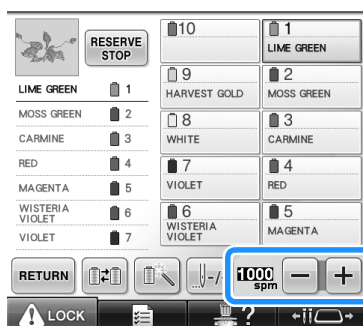 RESERVE
STOP
LIME GREEN 1
MOSS GREEN 2
CARMINE 3
RED 4
MAGENTA 5
WISTERIA
VIOLET 6
VIOLET 7
10
1
LIME GREEN
9
HARVEST GOLD
2
MOSS GREEN
8
WHITE
3
CARMINE
7
VIOLET
4
RED
6
WISTERIA
VIOLET
5
MAGENTA
RETURN
1000
spm
- +
LOCK
?